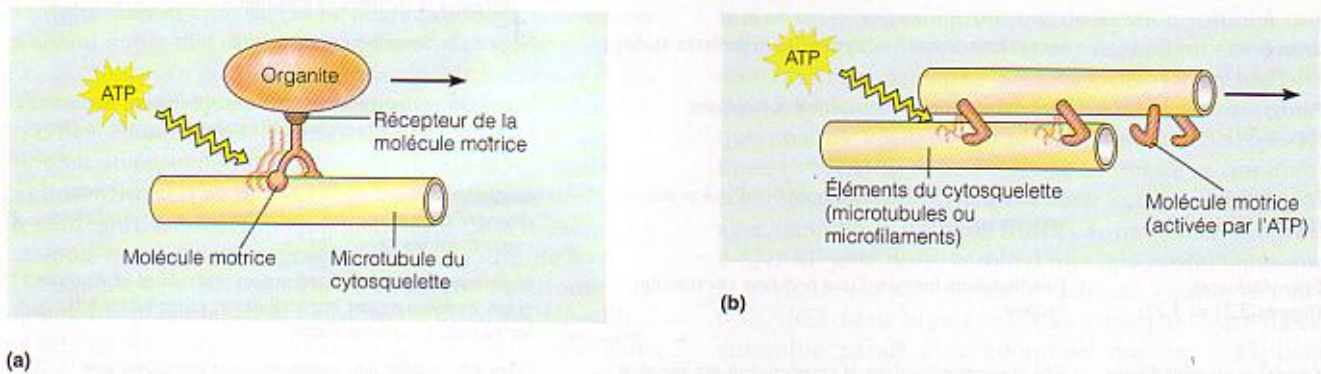 ATP
Organite
Récepteur de la
molécule motrice
Molécule motrice
Microtubule du
cytosquelette
(a)
ATP
Éléments du cytosquelette
(microtubules ou
microfilaments)
Molécule motrice
(activée par l'ATP)
(b)